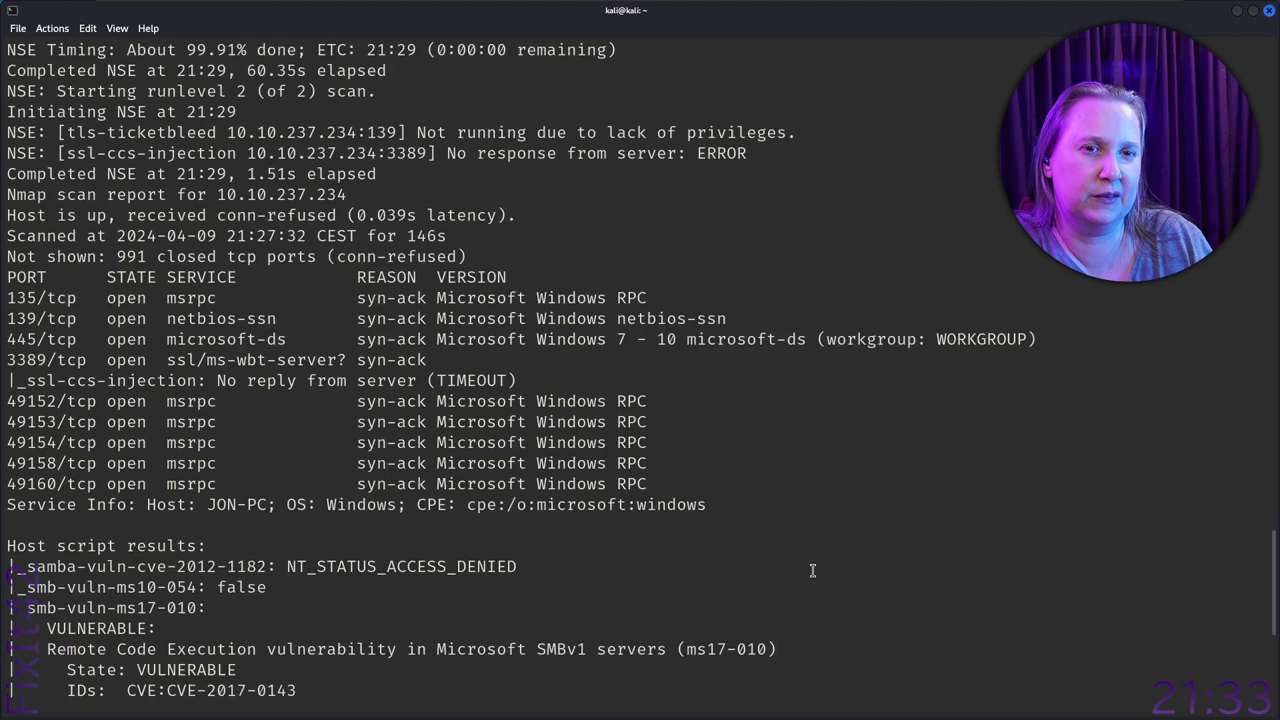 kali@kali: ~
File Actions Edit View Help
NSE Timing: About 99.91% done; ETC: 21:29 (0:00:00 remaining)
Completed NSE at 21:29, 60.35s elapsed
NSE: Starting runlevel 2 (of 2) scan.
Initiating NSE at 21:29
NSE: [tls-ticketbleed 10.10.237.234:139] Not running due to lack of privileges.
NSE: [ssl-ccs-injection 10.10.237.234:3389] No response from server: ERROR
Completed NSE at 21:29, 1.51s elapsed
Nmap scan report for 10.10.237.234
Host is up, received conn-refused (0.039s latency).
Scanned at 2024-04-09 21:27:32 CEST for 146s
Not shown: 991 closed tcp ports (conn-refused)
PORT STATE SERVICE REASON VERSION
135/tcp open msrpc syn-ack Microsoft Windows RPC
139/tcp open netbios-ssn syn-ack Microsoft Windows netbios-ssn
445/tcp open microsoft-ds syn-ack Microsoft Windows 7 - 10 microsoft-ds (workgroup: WORKGROUP)
3389/tcp open ssl/ms-wbt-server? syn-ack
|_ssl-ccs-injection: No reply from server (TIMEOUT)
49152/tcp open msrpc syn-ack Microsoft Windows RPC
49153/tcp open msrpc syn-ack Microsoft Windows RPC
49154/tcp open msrpc syn-ack Microsoft Windows RPC
49158/tcp open msrpc syn-ack Microsoft Windows RPC
49160/tcp open msrpc syn-ack Microsoft Windows RPC
Service Info: Host: JON-PC; OS: Windows; CPE: cpe:/o:microsoft:windows
Host script results:
|_samba-vuln-cve-2012-1182: NT_STATUS_ACCESS_DENIED
|_smb-vuln-ms10-054: false
| smb-vuln-ms17-010:
| VULNERABLE:
| Remote Code Execution vulnerability in Microsoft SMBv1 servers (ms17-010)
| State: VULNERABLE
| IDs: CVE:CVE-2017-0143
FixIt42
21:33